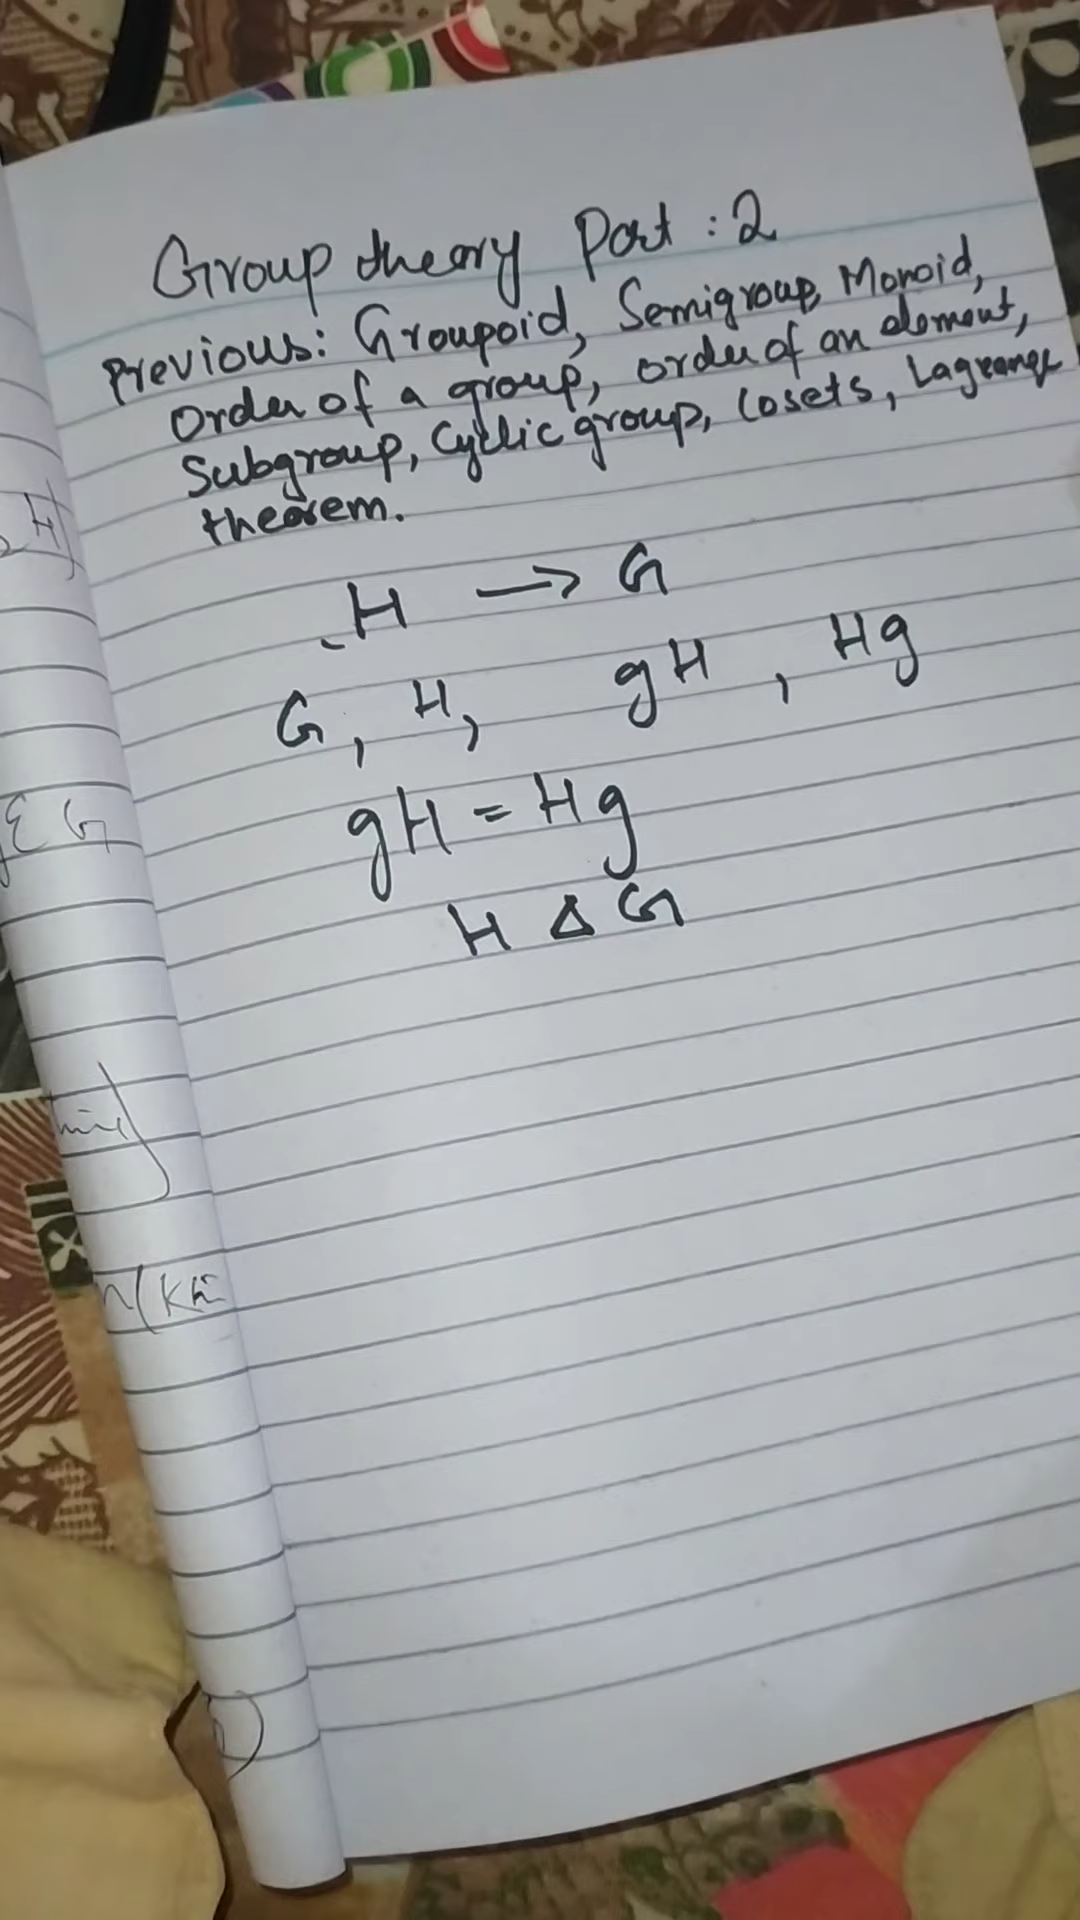 Group theory Part : 2
Previous: Groupoid, Semigroup, Monoid,
Order of a group, order of an element,
Subgroup, Cyclic group, Cosets, Lagrange
theorem.
H → G
G, H, gH , Hg
gH = Hg
H Δ G
H)
E G
n/(K